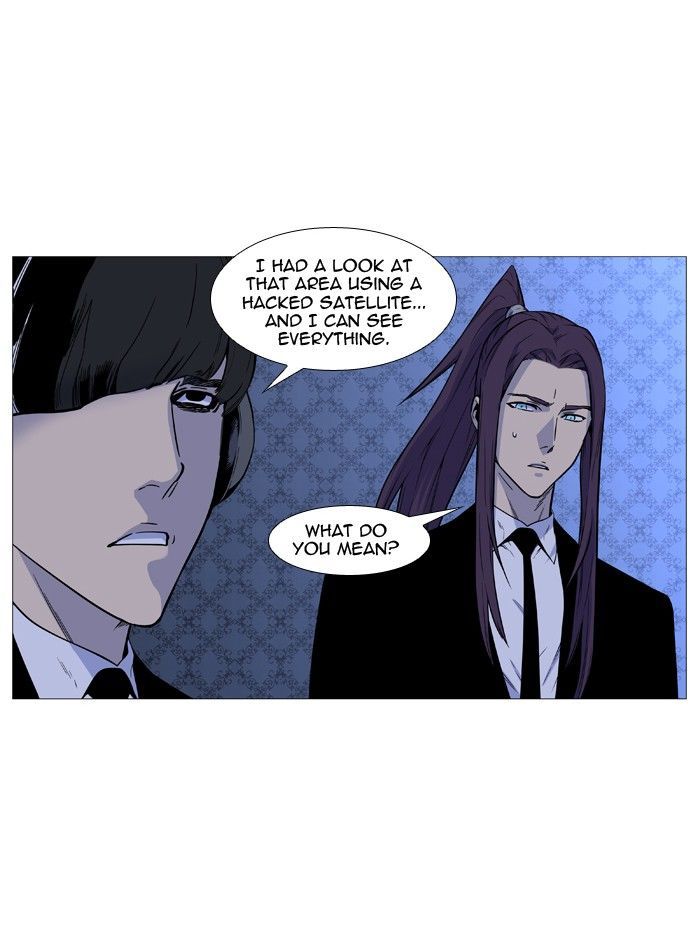 I HAD A LOOK AT
THAT AREA USING A
HACKED SATELLITE...
AND I CAN SEE
EVERYTHING.
WHAT DO
YOU MEAN?